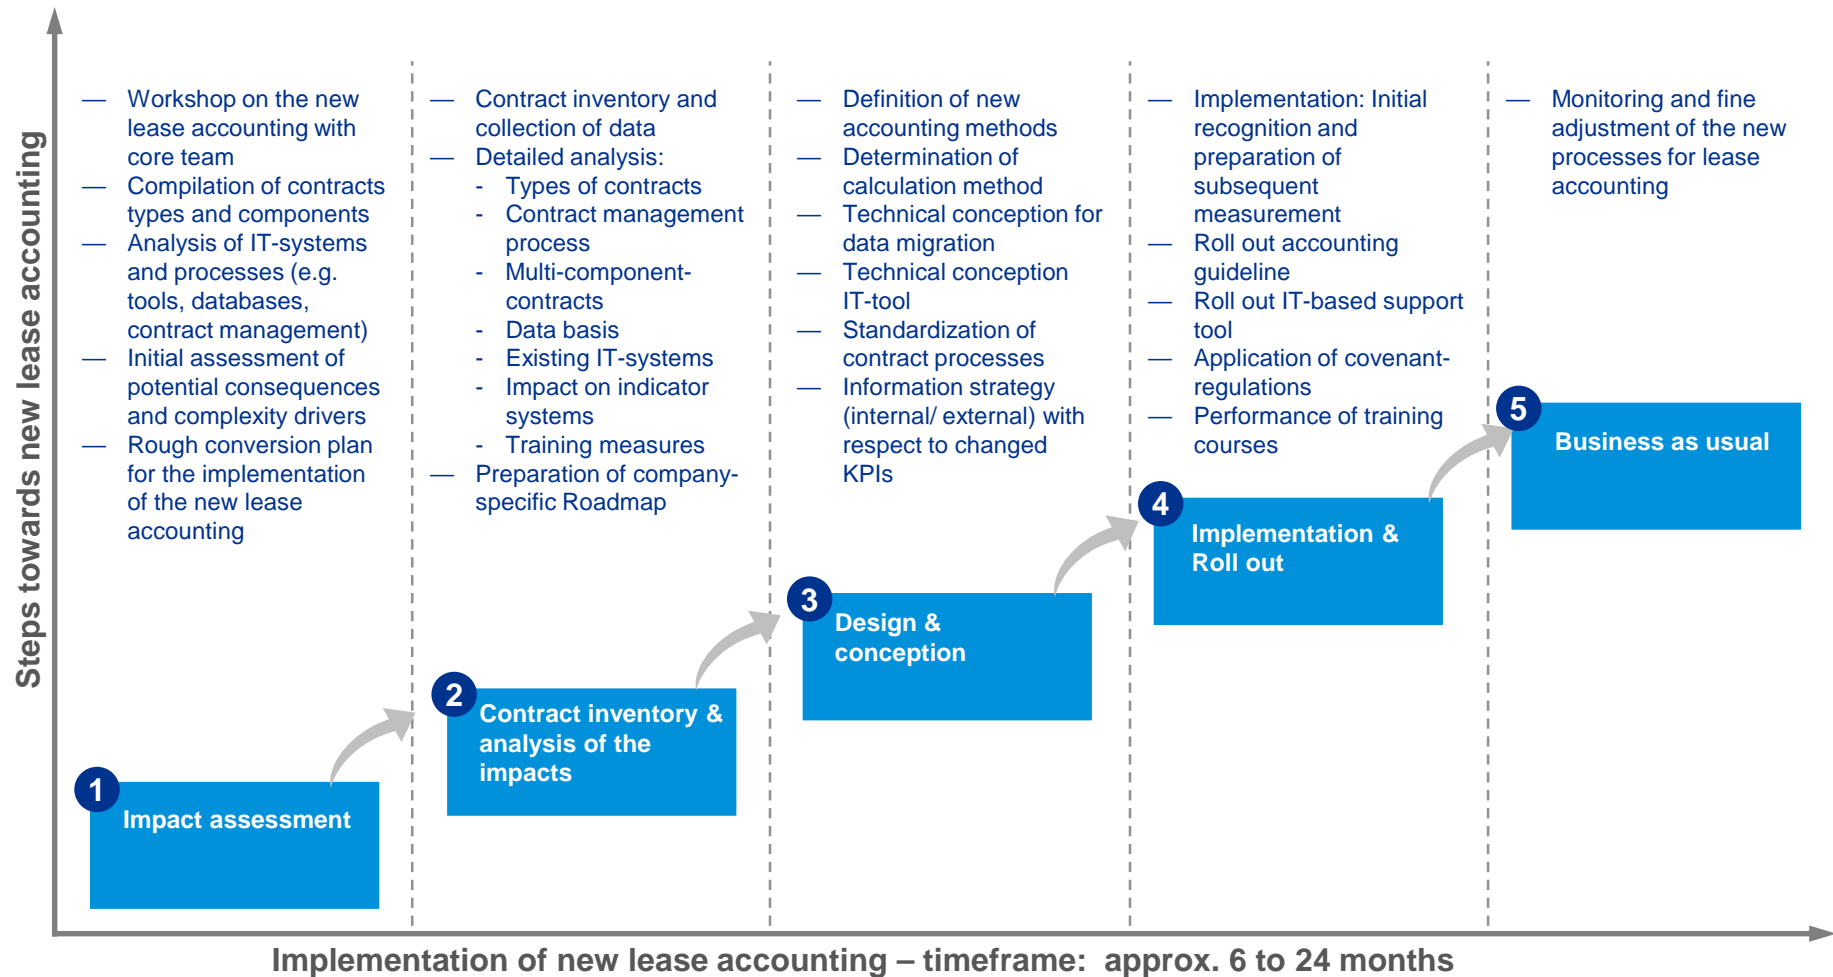 Steps towards new lease accounting
— Workshop on the new
lease accounting with
core team
— Compilation of contracts
types and components
— Analysis of IT-systems
and processes (e.g.
tools, databases,
contract management)
— Initial assessment of
potential consequences
and complexity drivers
— Rough conversion plan
for the implementation
of the new lease
accounting
1
Impact assessment
— Contract inventory and
collection of data
— Detailed analysis:
- Types of contracts
- Contract management
process
- Multi-component-
contracts
- Data basis
- Existing IT-systems
- Impact on indicator
systems
- Training measures
— Preparation of company-
specific Roadmap
2
Contract inventory &
analysis of the
impacts
— Definition of new
accounting methods
— Determination of
calculation method
— Technical conception for
data migration
— Technical conception
IT-tool
— Standardization of
contract processes
— Information strategy
(internal/ external) with
respect to changed
KPIs
3
Design &
conception
— Implementation: Initial
recognition and
preparation of
subsequent
measurement
— Roll out accounting
guideline
— Roll out IT-based support
tool
— Application of covenant-
regulations
— Performance of training
courses
4
Implementation &
Roll out
— Monitoring and fine
adjustment of the new
processes for lease
accounting
5
Business as usual
Implementation of new lease accounting – timeframe: approx. 6 to 24 months